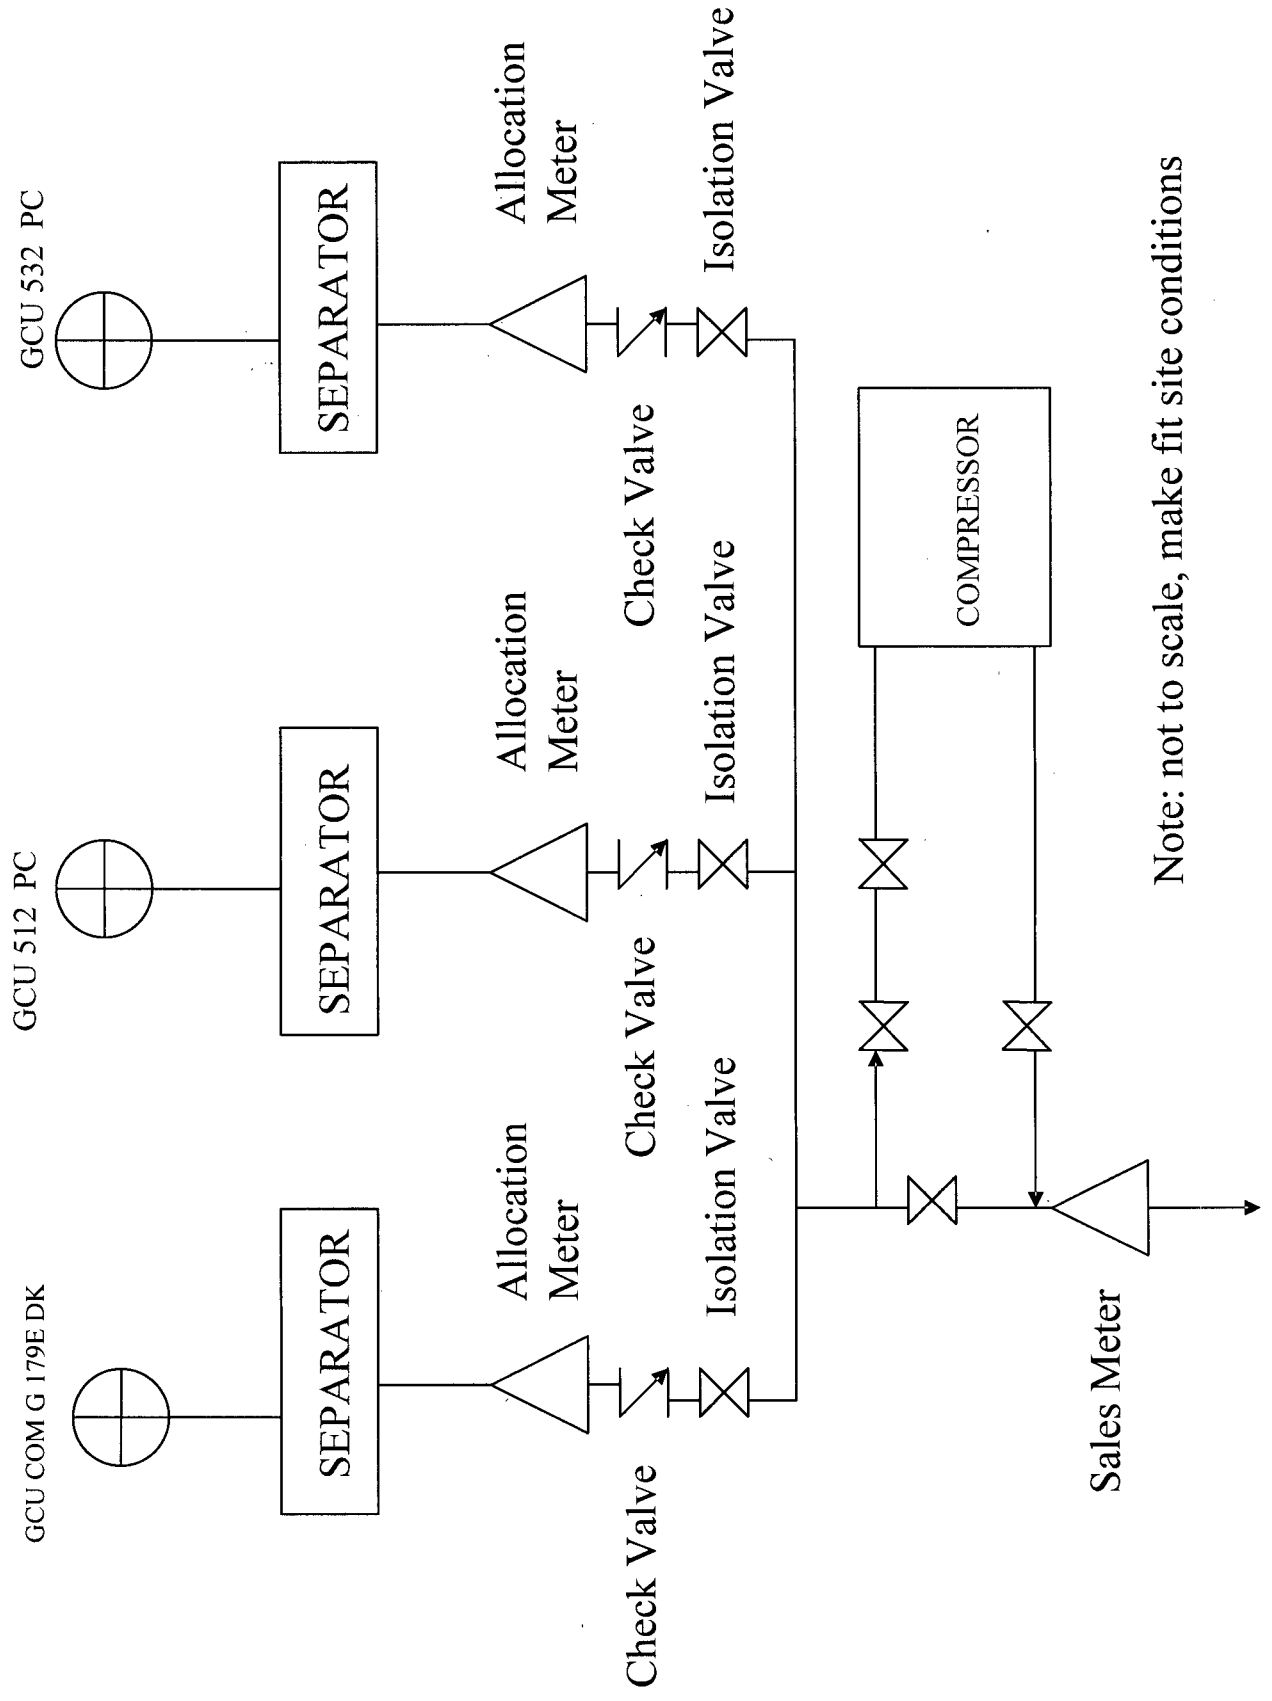 GCU COM G 179E DK
SEPARATOR
Allocation
Meter
Check Valve
Isolation Valve
GCU 512 PC
SEPARATOR
Allocation
Meter
Check Valve
Isolation Valve
GCU 532 PC
SEPARATOR
Allocation
Meter
Check Valve
Isolation Valve
COMPRESSOR
Sales Meter
Note: not to scale, make fit site conditions